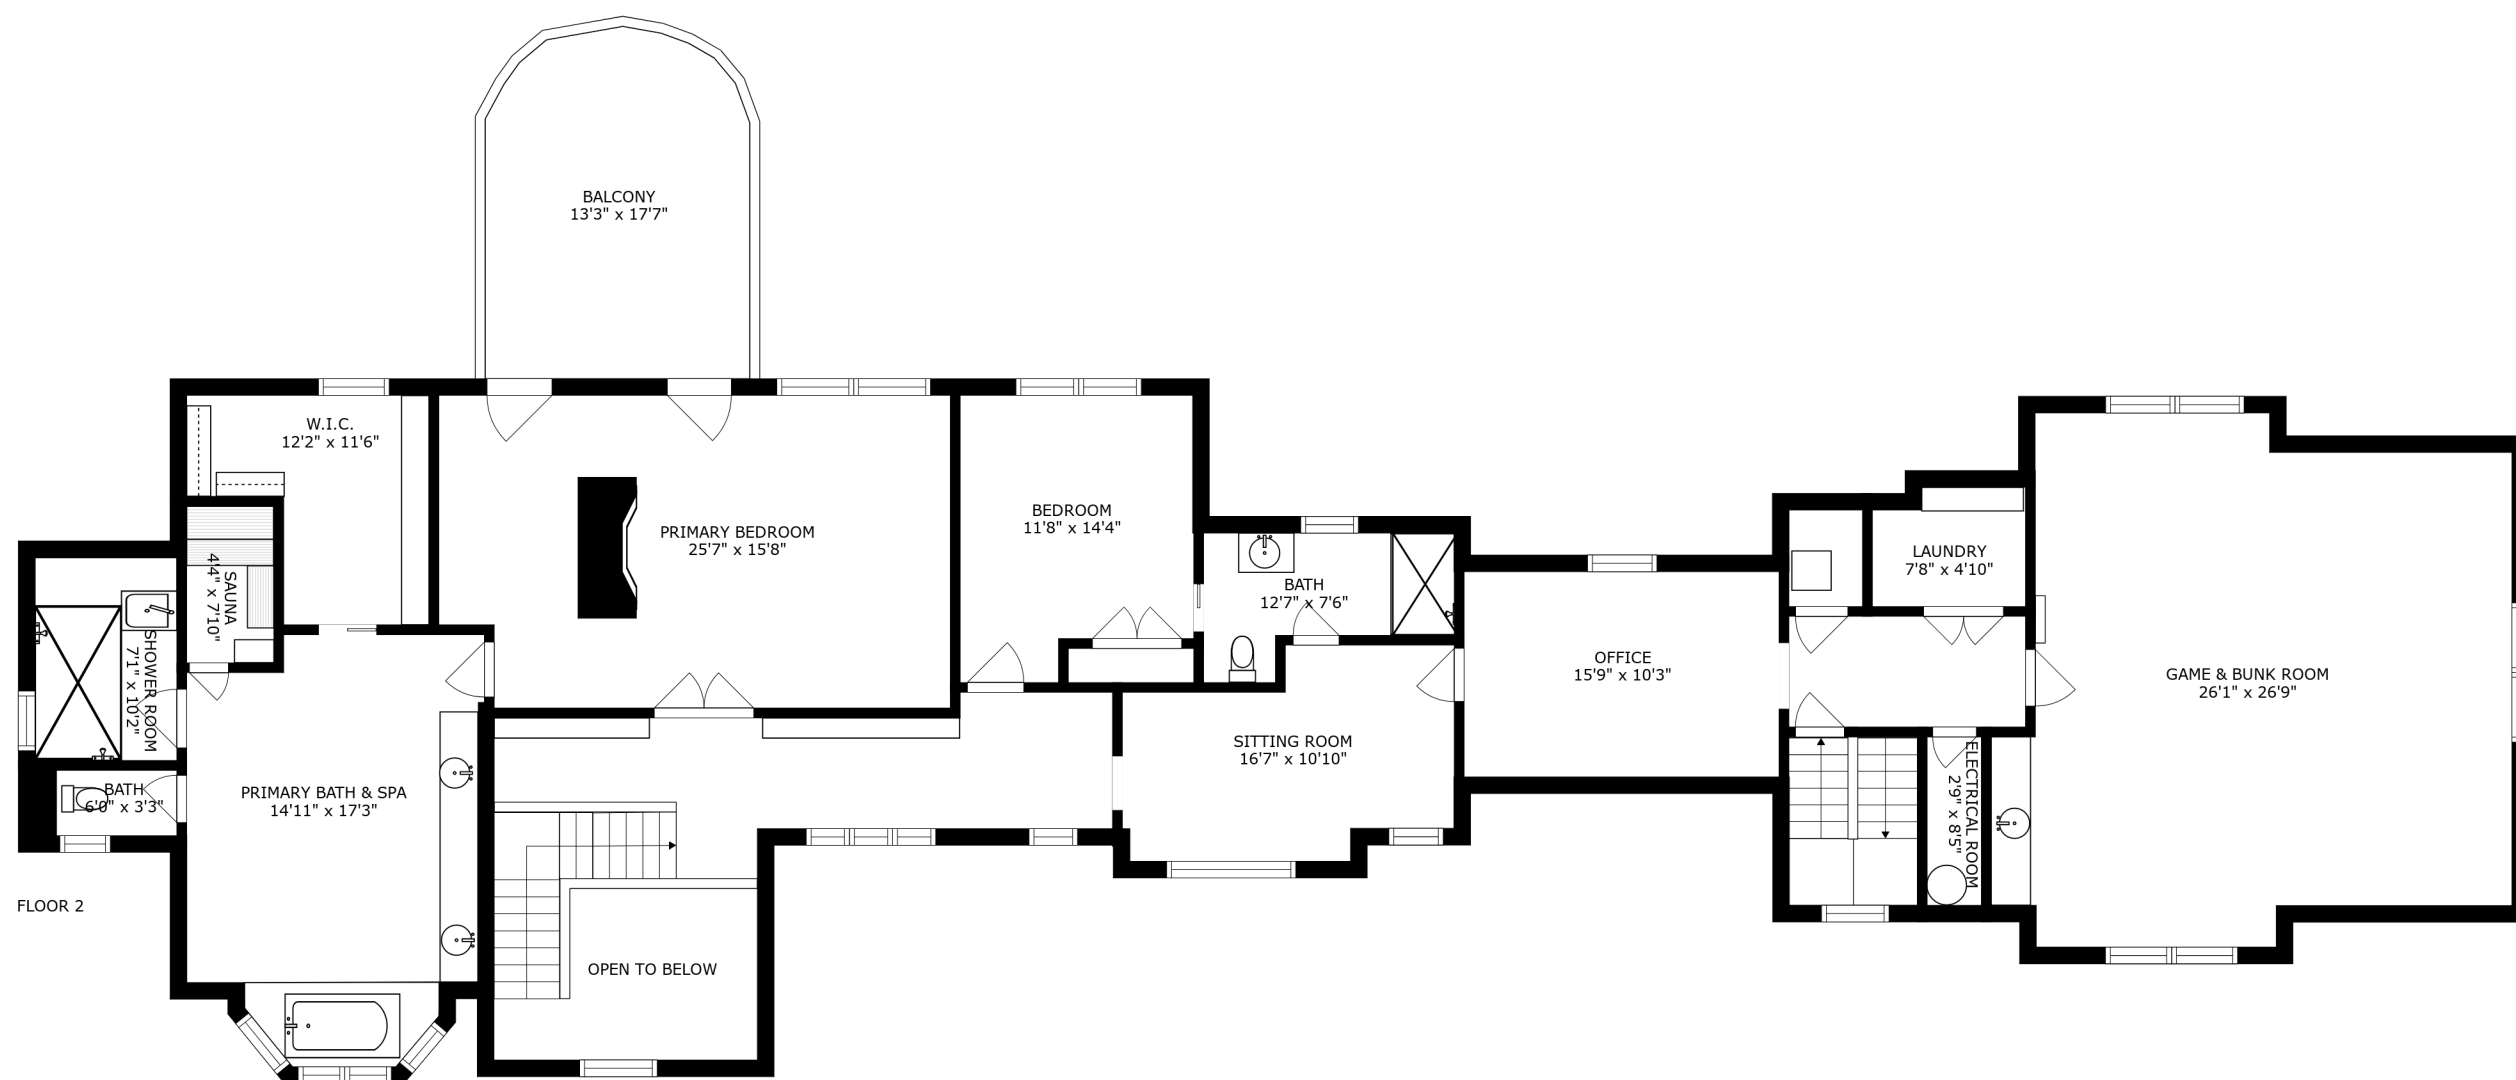 BALCONY
13'3" x 17'7"
W.I.C.
12'2" x 11'6"
PRIMARY BEDROOM
25'7" x 15'8"
BEDROOM
11'8" x 14'4"
SAUNA
4'4" x 7'10"
BATH
12'7" x 7'6"
LAUNDRY
7'8" x 4'10"
SHOWER ROOM
7'1" x 10'2"
OFFICE
15'9" x 10'3"
GAME & BUNK ROOM
26'1" x 26'9"
SITTING ROOM
16'7" x 10'10"
BATH
6'0" x 3'3"
PRIMARY BATH & SPA
14'11" x 17'3"
ELECTRICAL ROOM
2'9" x 8'5"
FLOOR 2
OPEN TO BELOW